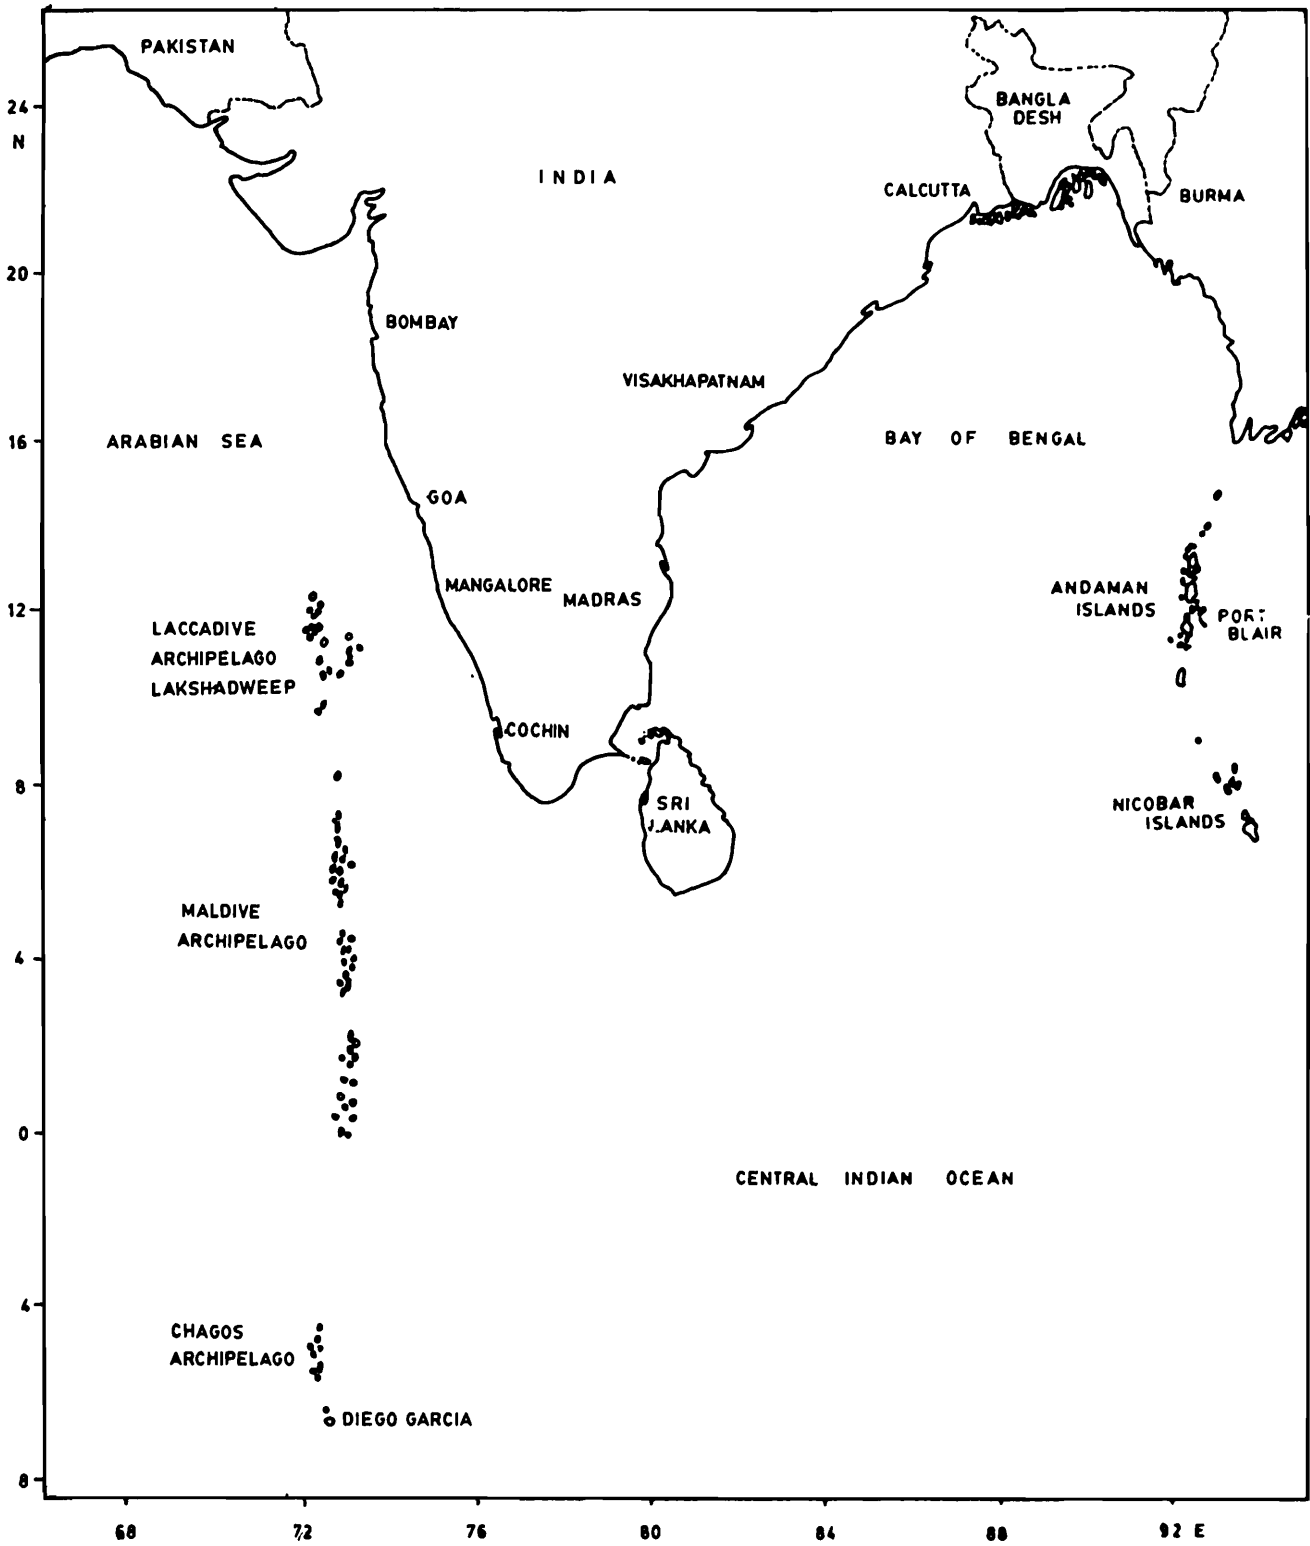 PAKISTAN
24
N
BANGLA
DESH
INDIA
CALCUTTA
BURMA
20
BOMBAY
VISAKHAPATNAM
16
ARABIAN SEA
BAY OF BENGAL
GOA
MANGALORE
MADRAS
ANDAMAN
ISLANDS
12
PORT
BLAIR
LACCADIVE
ARCHIPELAGO
LAKSHADWEEP
COCHIN
8
SRI
LANKA
NICOBAR
ISLANDS
MALDIVE
ARCHIPELAGO
4
0
CENTRAL INDIAN OCEAN
4
CHAGOS
ARCHIPELAGO
DIEGO GARCIA
8
68 72 76 80 84 88 92 E